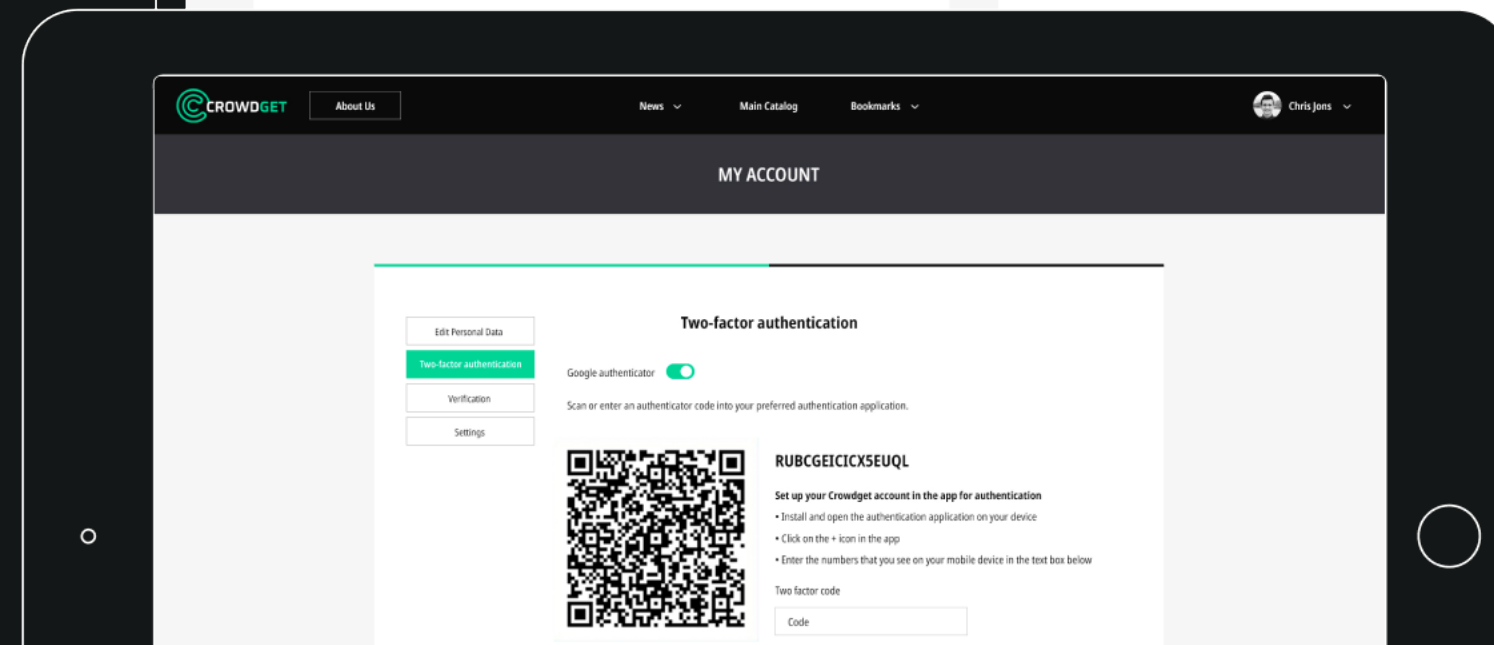 CROWDGET
About Us
News
Main Catalog
Bookmarks
Chris Jons
MY ACCOUNT
Edit Personal Data
Two-factor authentication
Verification
Settings
Two-factor authentication
Google authenticator
Scan or enter an authenticator code into your preferred authentication application.
RUBCGEICICX5EUQL
Set up your Crowdget account in the app for authentication
• Install and open the authentication application on your device
• Click on the + icon in the app
• Enter the numbers that you see on your mobile device in the text box below
Two factor code
Code